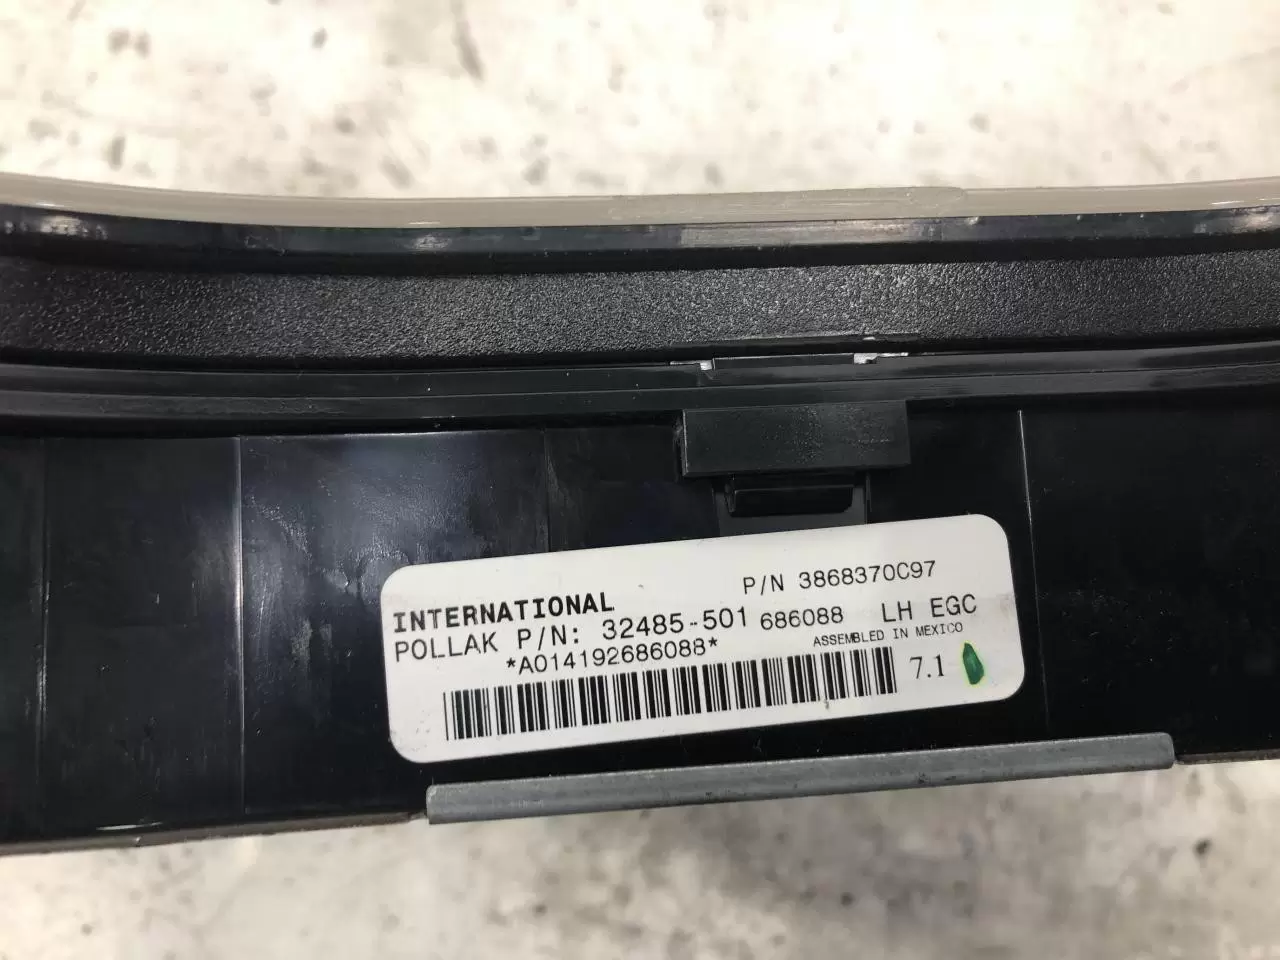 P/N 3868370C97
INTERNATIONAL
POLLAK P/N: 32485-501 686088 LH EGC
*A014192686088* ASSEMBLED IN MEXICO
7.1